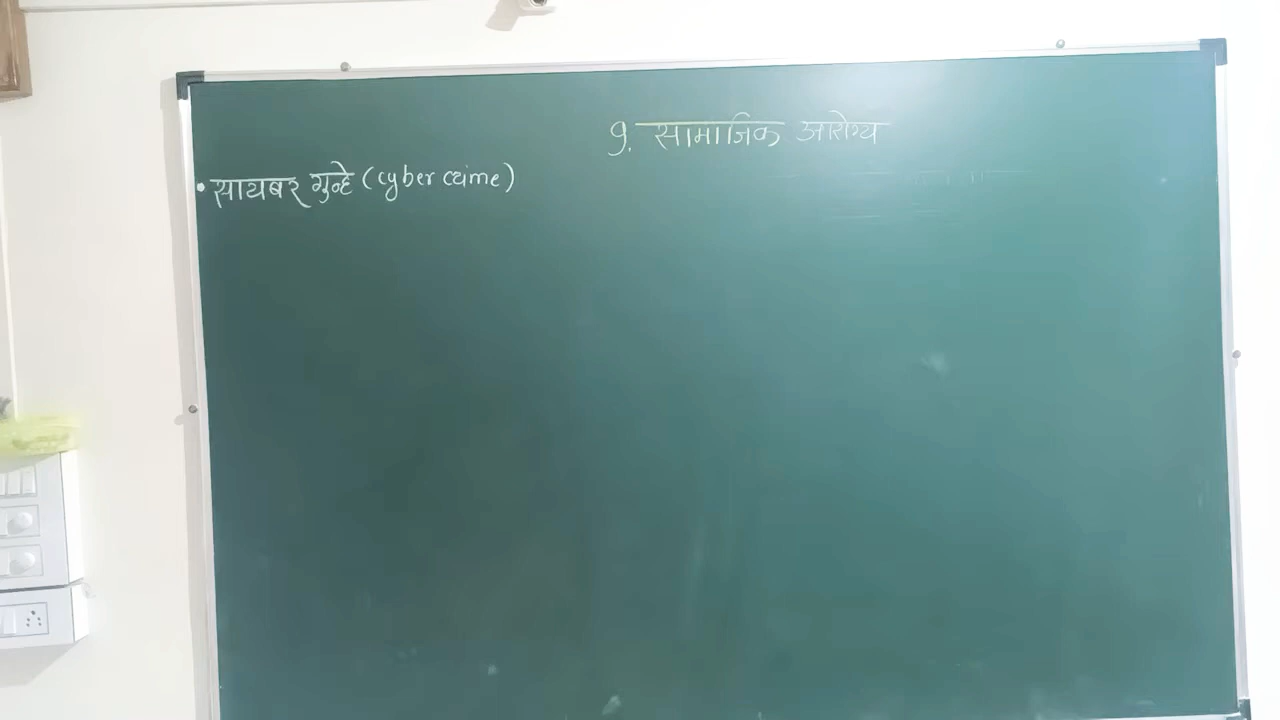 9. सामाजिक आरोग्य
• सायबर गुन्हे (cyber crime)